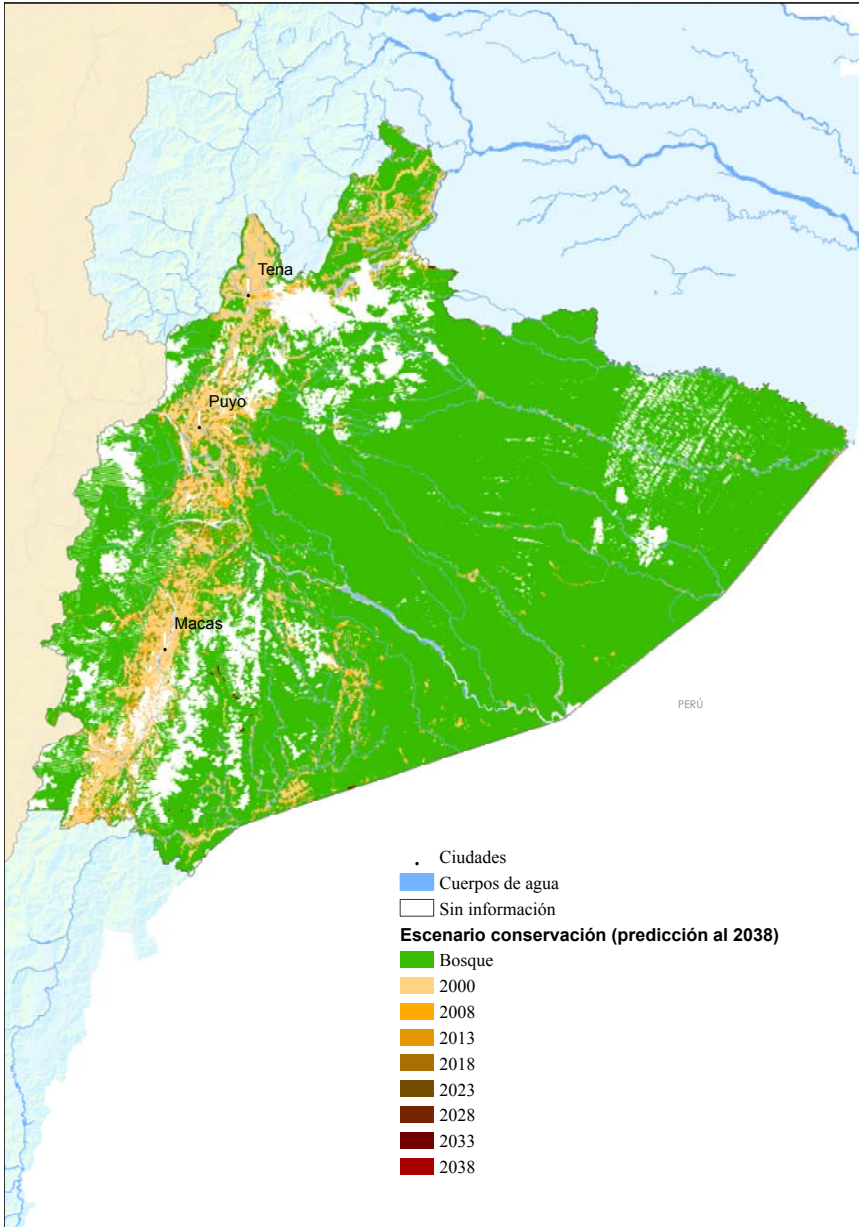 Tena
Puyo
Macas
PERÚ
Ciudades
Cuerpos de agua
Sin información
Escenario conservación (predicción al 2038)
Bosque
2000
2008
2013
2018
2023
2028
2033
2038